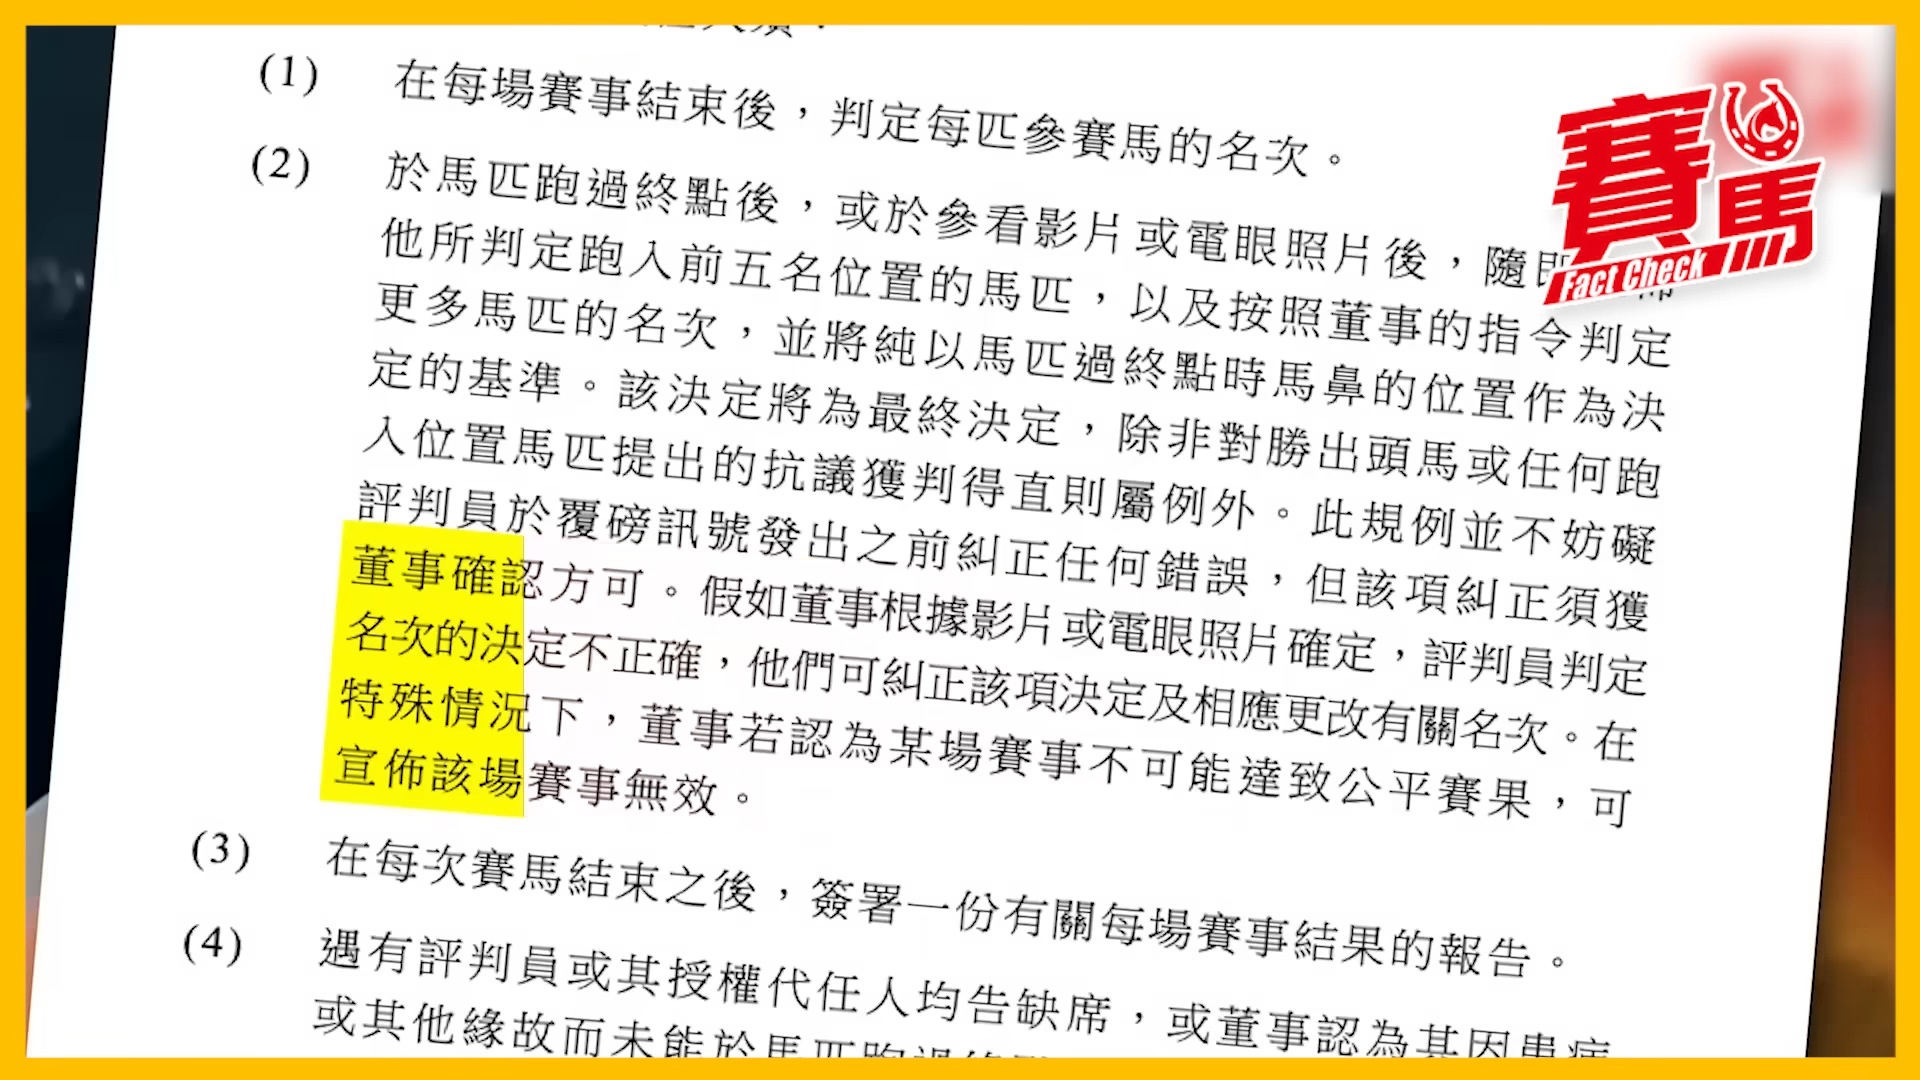 (1) 在每場賽事結束後，判定每匹參賽馬的名次。
(2) 於馬匹跑過終點後，或於參看影片或電眼照片後，隨即
他所判定跑入前五名位置的馬匹，以及按照董事的指令判定
更多馬匹的名次，並將純以馬匹過終點時馬鼻的位置作為決
定的基準。該決定將為最終決定，除非對勝出頭馬或任何跑
入位置馬匹提出的抗議獲判得直則屬例外。此規例並不妨礙
評判員於覆磅訊號發出之前糾正任何錯誤，但該項糾正須獲
董事確認方可。假如董事根據影片或電眼照片確定，評判員判定
名次的決定不正確，他們可糾正該項決定及相應更改有關名次。在
特殊情況下，董事若認為某場賽事不可能達致公平賽果，可
宣佈該場賽事無效。
(3) 在每次賽馬結束之後，簽署一份有關每場賽事結果的報告。
(4) 遇有評判員或其授權代任人均告缺席，或董事認為其因患病
或其他緣故而未能於馬匹跑過終
賽馬
Fact Check